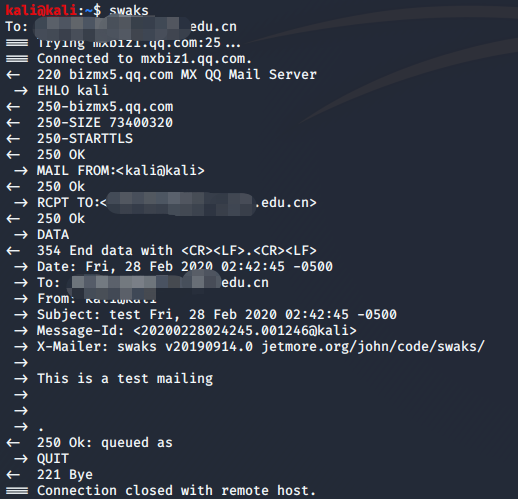 kali@kali:~$ swaks
To: edu.cn
=== Trying mxbiz1.qq.com:25...
=== Connected to mxbiz1.qq.com.
<- 220 bizmx5.qq.com MX QQ Mail Server
-> EHLO kali
<- 250-bizmx5.qq.com
<- 250-SIZE 73400320
<- 250-STARTTLS
<- 250 OK
-> MAIL FROM:<kali@kali>
<- 250 Ok
-> RCPT TO:< .edu.cn>
<- 250 Ok
-> DATA
<- 354 End data with <CR><LF>.<CR><LF>
-> Date: Fri, 28 Feb 2020 02:42:45 -0500
-> To: edu.cn
-> From: kali@kali
-> Subject: test Fri, 28 Feb 2020 02:42:45 -0500
-> Message-Id: <20200228024245.001246@kali>
-> X-Mailer: swaks v20190914.0 jetmore.org/john/code/swaks/
->
-> This is a test mailing
->
->
-> .
<- 250 Ok: queued as
-> QUIT
<- 221 Bye
=== Connection closed with remote host.